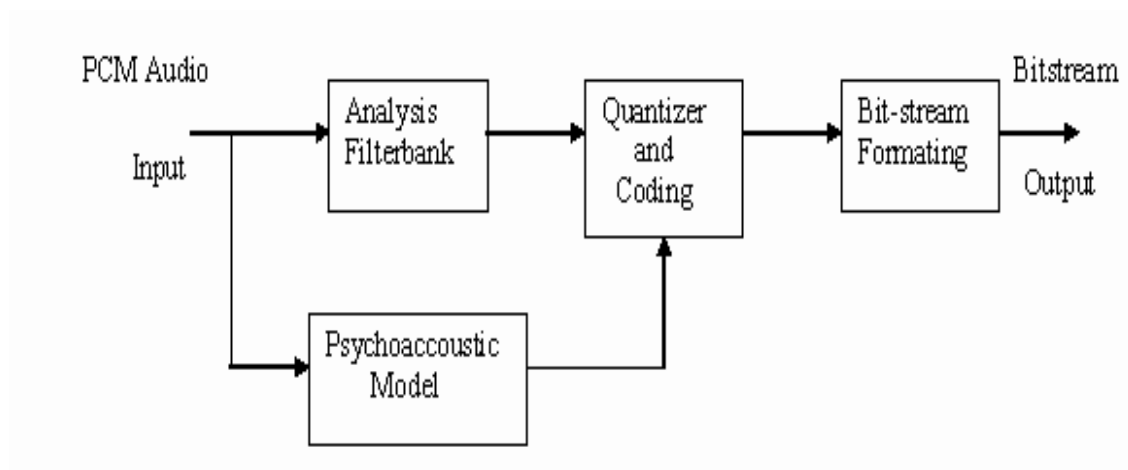 PCM Audio
Input
Analysis
Filterbank
Quantizer
and
Coding
Bit-stream
Formating
Bitstream
Output
Psychoaccoustic
Model